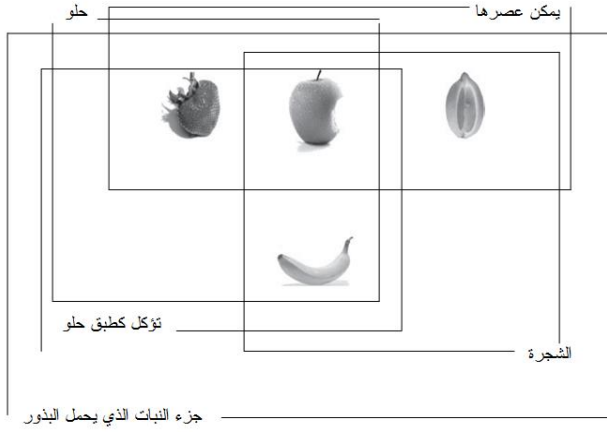 يمكن عصرها
حلو
تؤكل كطبق حلو
الشجرة
جزء النبات الذي يحمل البذور